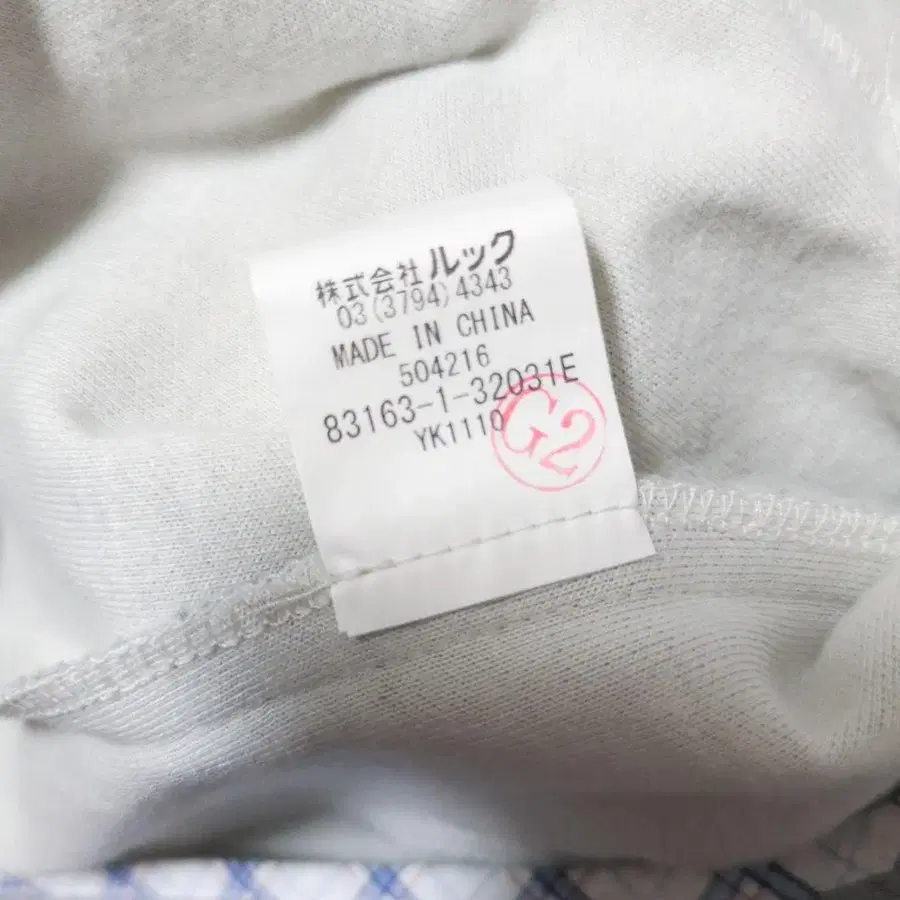 株式会社 ルック
03(3794)4343
MADE IN CHINA
504216
83163-1-32031E
YK1110
G2